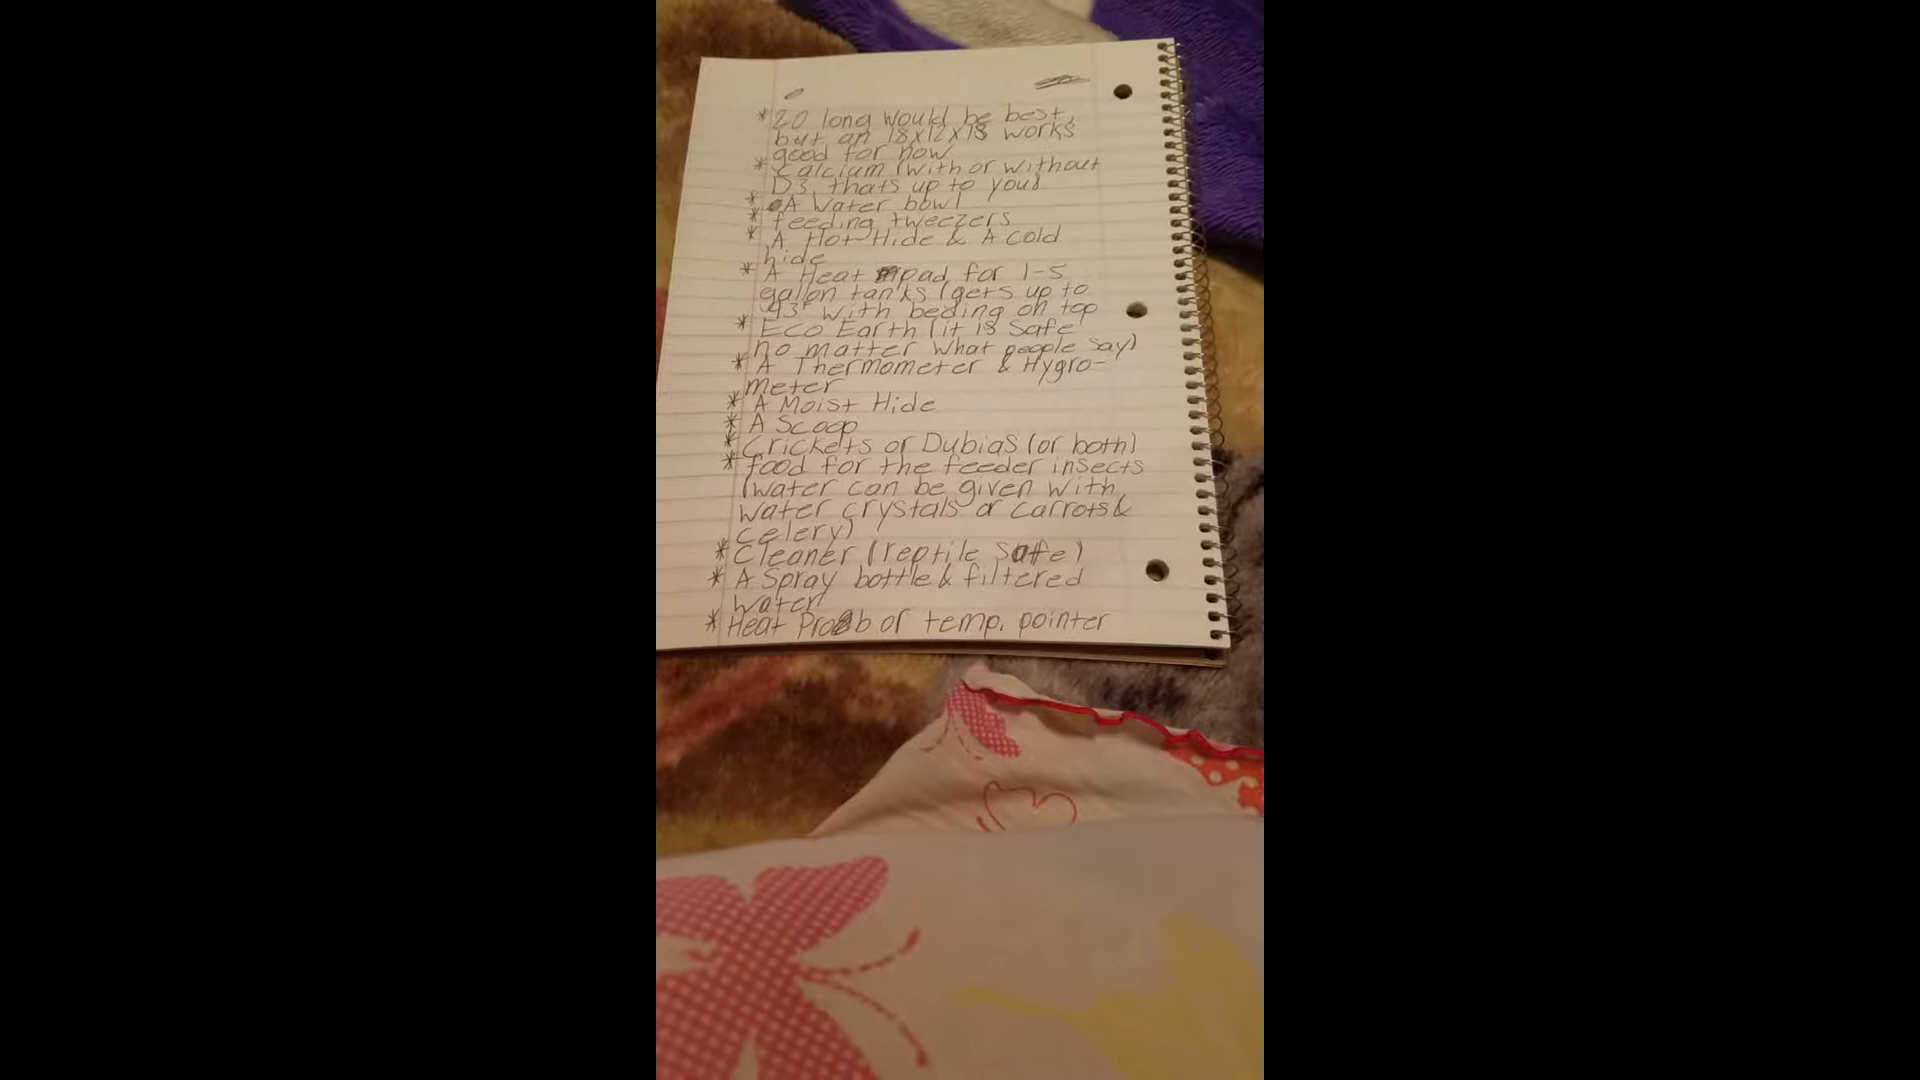 * 20 long would be best,
but an 18x12x18 works
good for now
* Calcium (with or without
D3, thats up to you)
* A Water bowl
* feeding tweezers
* A Hot Hide & A Cold
hide
* A Heat pad for 1-5
gallon tanks (gets up to
93° with beding on top
* Eco Earth (it is Safe
no matter what people say)
* A Thermometer & Hygro-
meter
* A Moist Hide
* A Scoop
* Crickets or Dubias (or both)
* food for the feeder insects
(water can be given with
water crystals or carrots &
celery)
* Cleaner (reptile Safe)
* A Spray bottle & filtered
water
* Heat Prob or temp. pointer